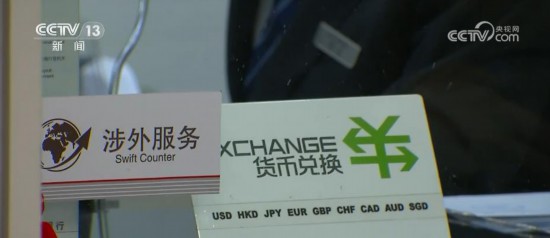 CCTV 13
新闻
CCTV 央视网
com
涉外服务
Swift Counter
XCHANGE
货币兑换
USD HKD JPY EUR GBP CHF CAD AUD SGD
行